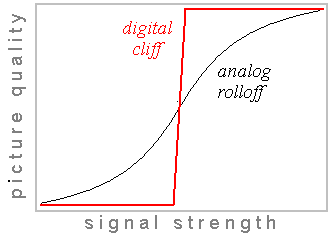 digital
cliff
analog
rolloff
picture quality
signal strength